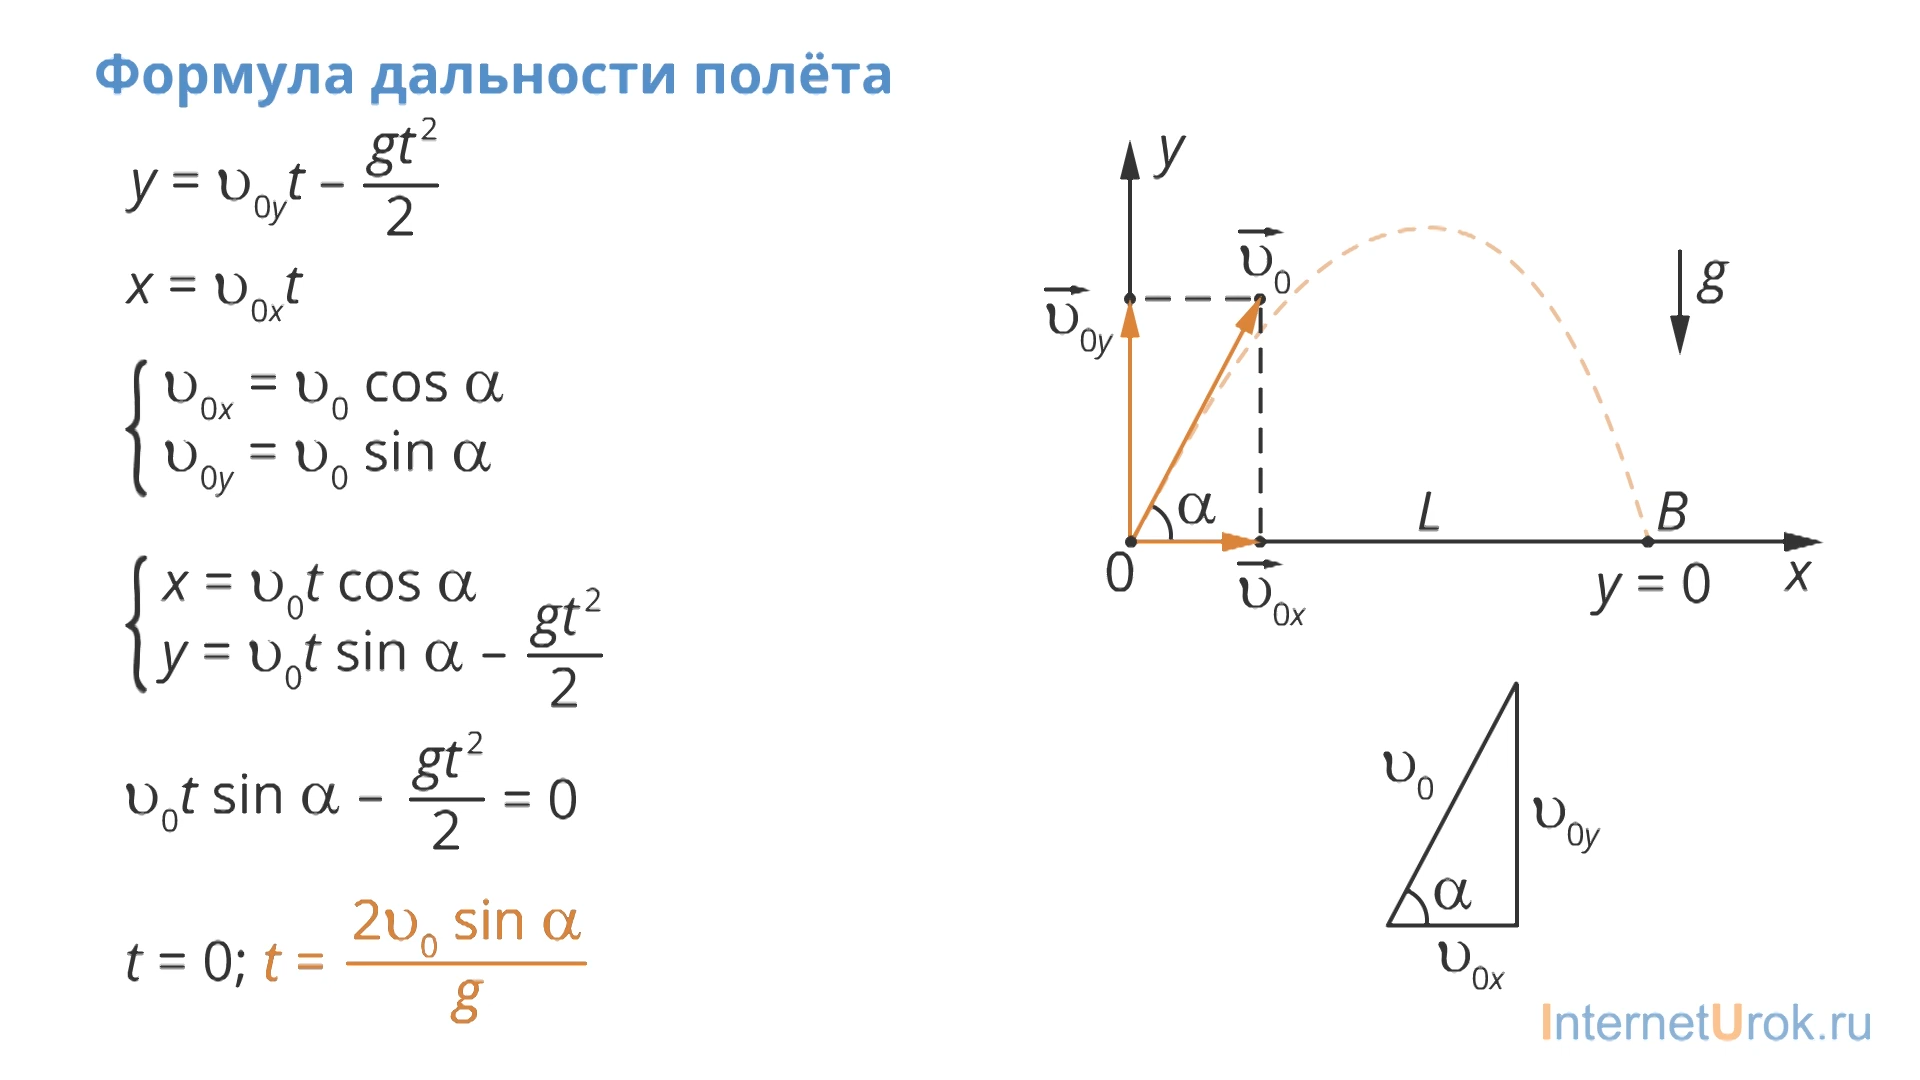 Формула дальности полёта
y = υ₀yt – gt²/2
x = υ₀ₓt
υ₀ₓ = υ₀ cos α
υ₀y = υ₀ sin α
x = υ₀t cos α
y = υ₀t sin α – gt²/2
υ₀t sin α – gt²/2 = 0
t = 0; t = 2υ₀ sin α/g
y
υ₀
g
υ₀y
α
L
B
0
υ₀ₓ
y = 0
x
υ₀
υ₀y
α
υ₀ₓ
InternetUrok.ru